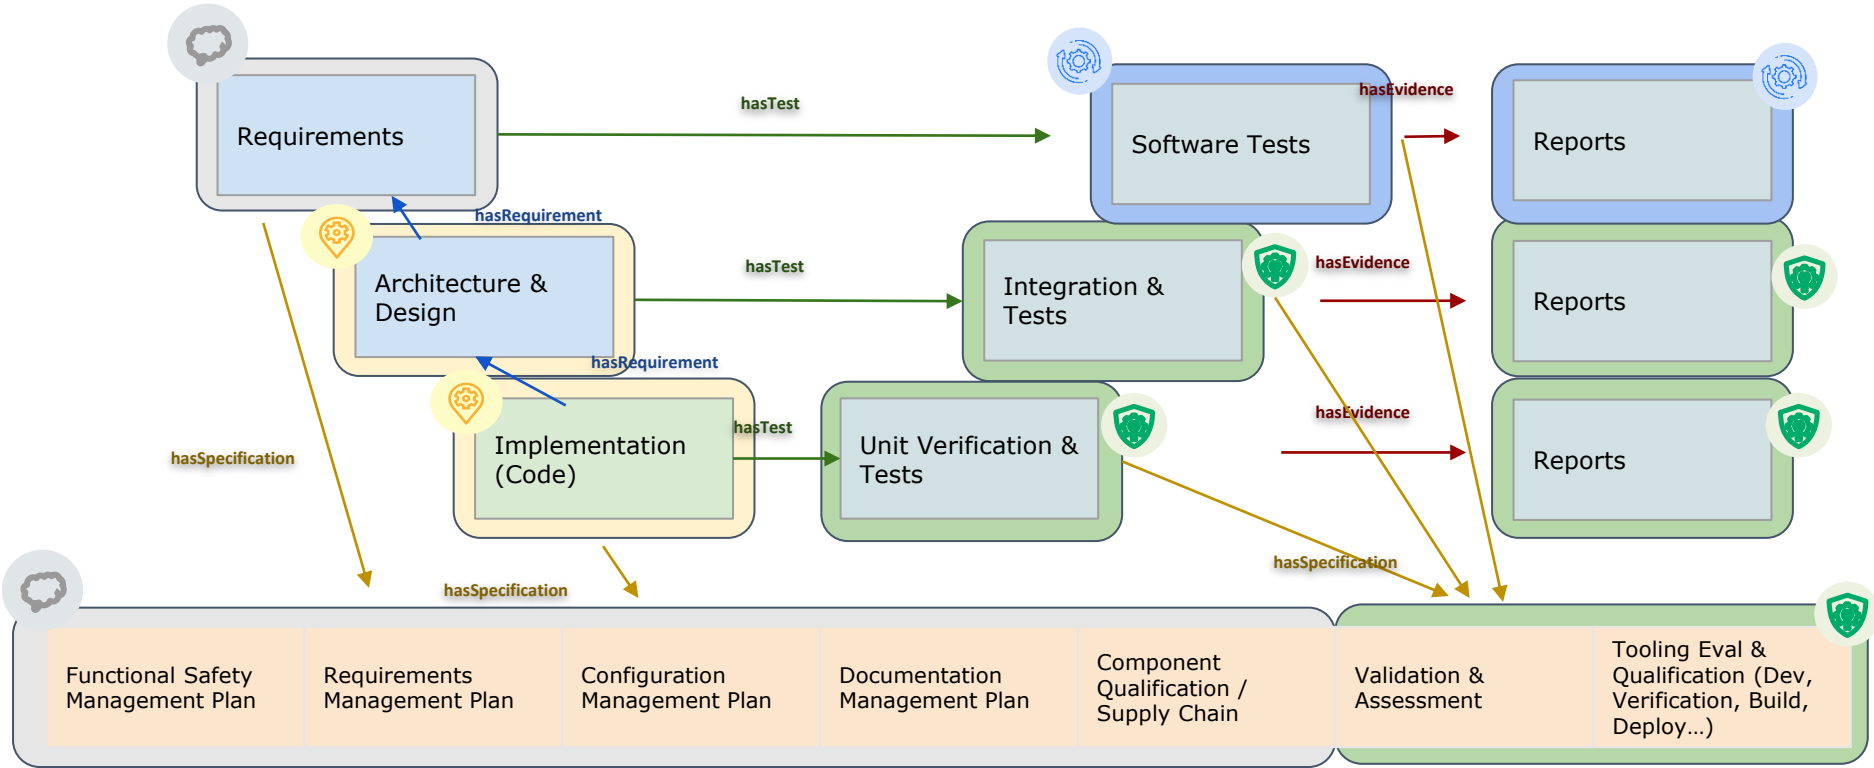 hasTest
hasEvidence
Requirements
Software Tests
Reports
hasRequirement
hasTest
hasEvidence
Architecture &
Design
Integration &
Tests
Reports
hasRequirement
hasTest
hasEvidence
Implementation
(Code)
Unit Verification &
Tests
Reports
hasSpecification
hasSpecification
hasSpecification
Functional Safety
Management Plan
Requirements
Management Plan
Configuration
Management Plan
Documentation
Management Plan
Component
Qualification /
Supply Chain
Validation &
Assessment
Tooling Eval &
Qualification (Dev,
Verification, Build,
Deploy...)